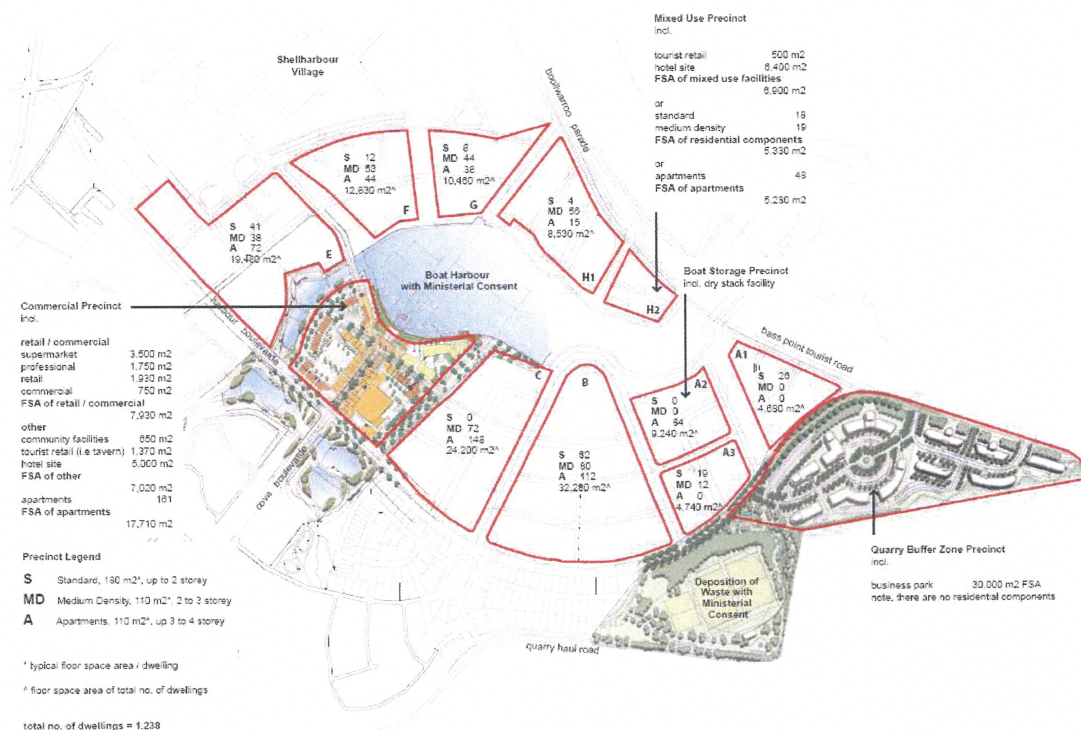 Mixed Use Precinct
incl.
tourist retail 500 m2
hotel site 6.400 m2
FSA of mixed use facilities
6.900 m2
or
standard 18
medium density 19
FSA of residential components
5.330 m2
or
apartments 48
FSA of apartments
5.280 m2
Shellharbour
Village
boollwarroo parade
S 12
MD 53
A 44
12,830 m2^
F
S 8
MD 44
A 38
10,460 m2^
G
S 4
MD 56
A 15
8,530 m2^
H1
H2
S 41
MD 38
A 72
19,480 m2^
E
Boat Harbour
with Ministerial Consent
Boat Storage Precinct
incl. dry stack facility
harbour boulevarde
bass point tourist road
Commercial Precinct
incl.
retail / commercial
supermarket 3.500 m2
professional 1,750 m2
retail 1,930 m2
commercial 750 m2
FSA of retail / commercial
7,930 m2
other
community facilities 650 m2
tourist retail (i.e tavern) 1,370 m2
hotel site 5,000 m2
FSA of other
7,020 m2
apartments 161
FSA of apartments
17,710 m2
cova boulevarde
C
S 0
MD 72
A 148
24,200 m2^
B
S 62
MD 80
A 112
A2
S 0
MD 0
A 84
9,240 m2^
A1
S 26
MD 0
A 0
A3
S 19
MD 12
A 0
4,740 m2^
Precinct Legend
S Standard, 180 m2*, up to 2 storey
MD Medium Density, 110 m2*, 2 to 3 storey
A Apartments, 110 m2*, up 3 to 4 storey
* typical floor space area / dwelling
^ floor space area of total no. of dwellings
total no. of dwellings = 1.238
Deposition of
Waste with
Ministerial
Consent
quarry haul road
Quarry Buffer Zone Precinct
incl.
business park 30.000 m2 FSA
note, there are no residential components